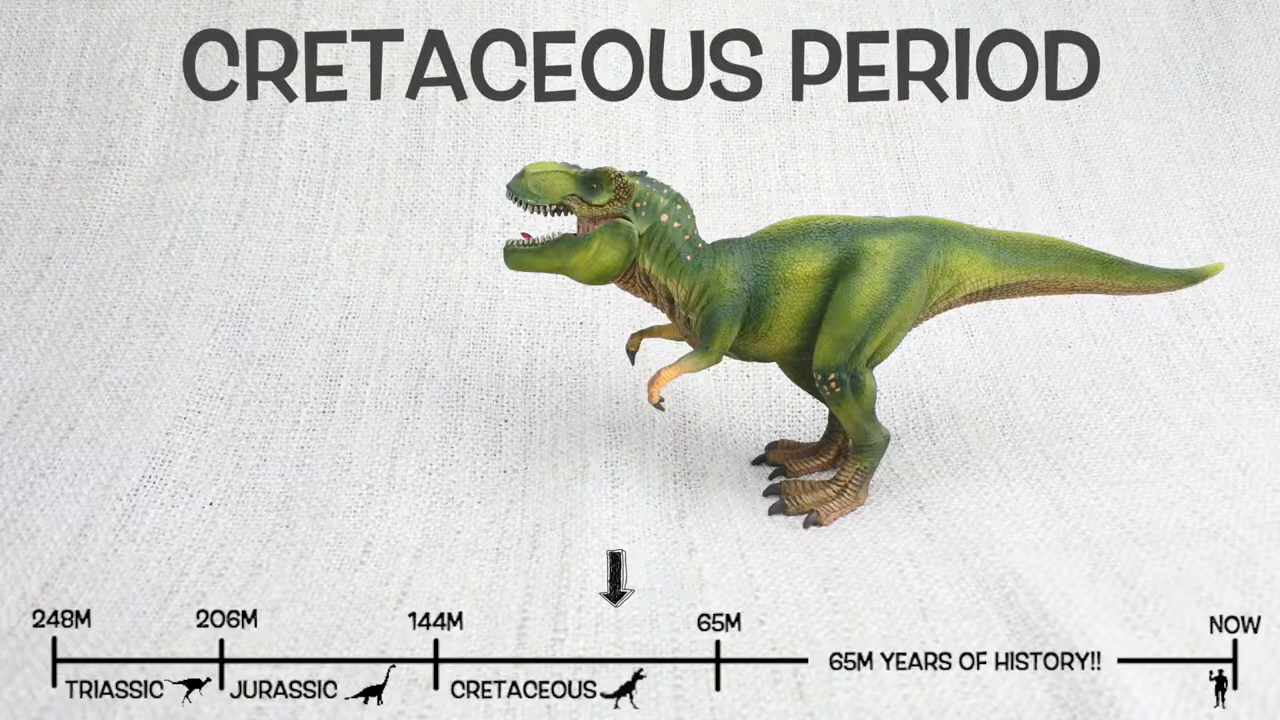 CRETACEOUS PERIOD
248M 206M 144M 65M NOW
65M YEARS OF HISTORY!!
TRIASSIC JURASSIC CRETACEOUS